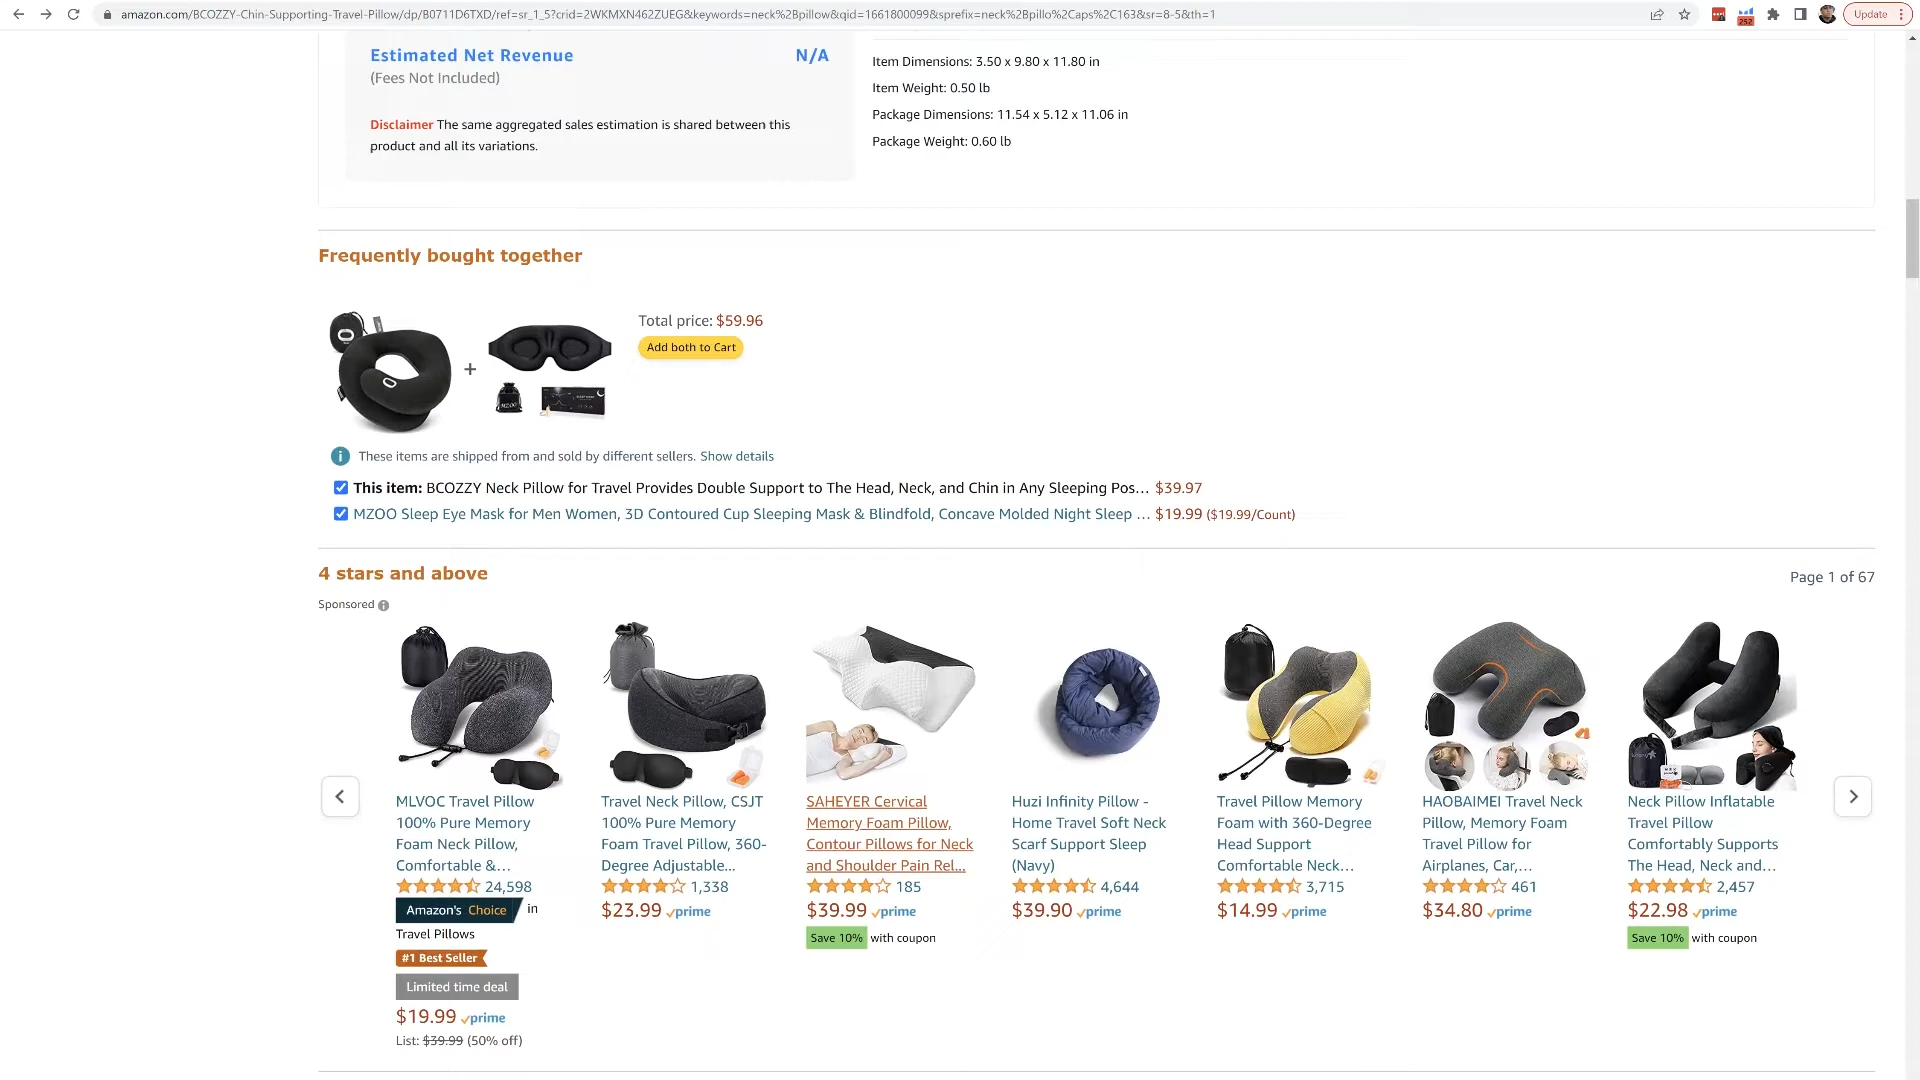 amazon.com/BCOZZY-Chin-Supporting-Travel-Pillow/dp/B0711D6TXD/ref=sr_1_5?crid=2WKMXN462ZUEG&keywords=neck%2Bpillow&qid=1661800099&sprefix=neck%2Bpillo%2Caps%2C163&sr=8-5&th=1
252
Update
Estimated Net Revenue N/A
(Fees Not Included)
Disclaimer The same aggregated sales estimation is shared between this
product and all its variations.
Item Dimensions: 3.50 x 9.80 x 11.80 in
Item Weight: 0.50 lb
Package Dimensions: 11.54 x 5.12 x 11.06 in
Package Weight: 0.60 lb
Frequently bought together
+
MZOO
Total price: $59.96
Add both to Cart
These items are shipped from and sold by different sellers. Show details
This item: BCOZZY Neck Pillow for Travel Provides Double Support to The Head, Neck, and Chin in Any Sleeping Pos... $39.97
MZOO Sleep Eye Mask for Men Women, 3D Contoured Cup Sleeping Mask & Blindfold, Concave Molded Night Sleep ... $19.99 ($19.99/Count)
4 stars and above
Page 1 of 67
Sponsored
MLVOC Travel Pillow
100% Pure Memory
Foam Neck Pillow,
Comfortable &...
24,598
Amazon's Choice in
Travel Pillows
#1 Best Seller
Limited time deal
$19.99 prime
List: $39.99 (50% off)
Travel Neck Pillow, CSJT
100% Pure Memory
Foam Travel Pillow, 360-
Degree Adjustable...
1,338
$23.99 prime
SAHEYER Cervical
Memory Foam Pillow,
Contour Pillows for Neck
and Shoulder Pain Rel...
185
$39.99 prime
Save 10% with coupon
Huzi Infinity Pillow -
Home Travel Soft Neck
Scarf Support Sleep
(Navy)
4,644
$39.90 prime
Travel Pillow Memory
Foam with 360-Degree
Head Support
Comfortable Neck...
3,715
$14.99 prime
HAOBAIMEI Travel Neck
Pillow, Memory Foam
Travel Pillow for
Airplanes, Car,...
461
$34.80 prime
Neck Pillow Inflatable
Travel Pillow
Comfortably Supports
The Head, Neck and...
2,457
$22.98 prime
Save 10% with coupon